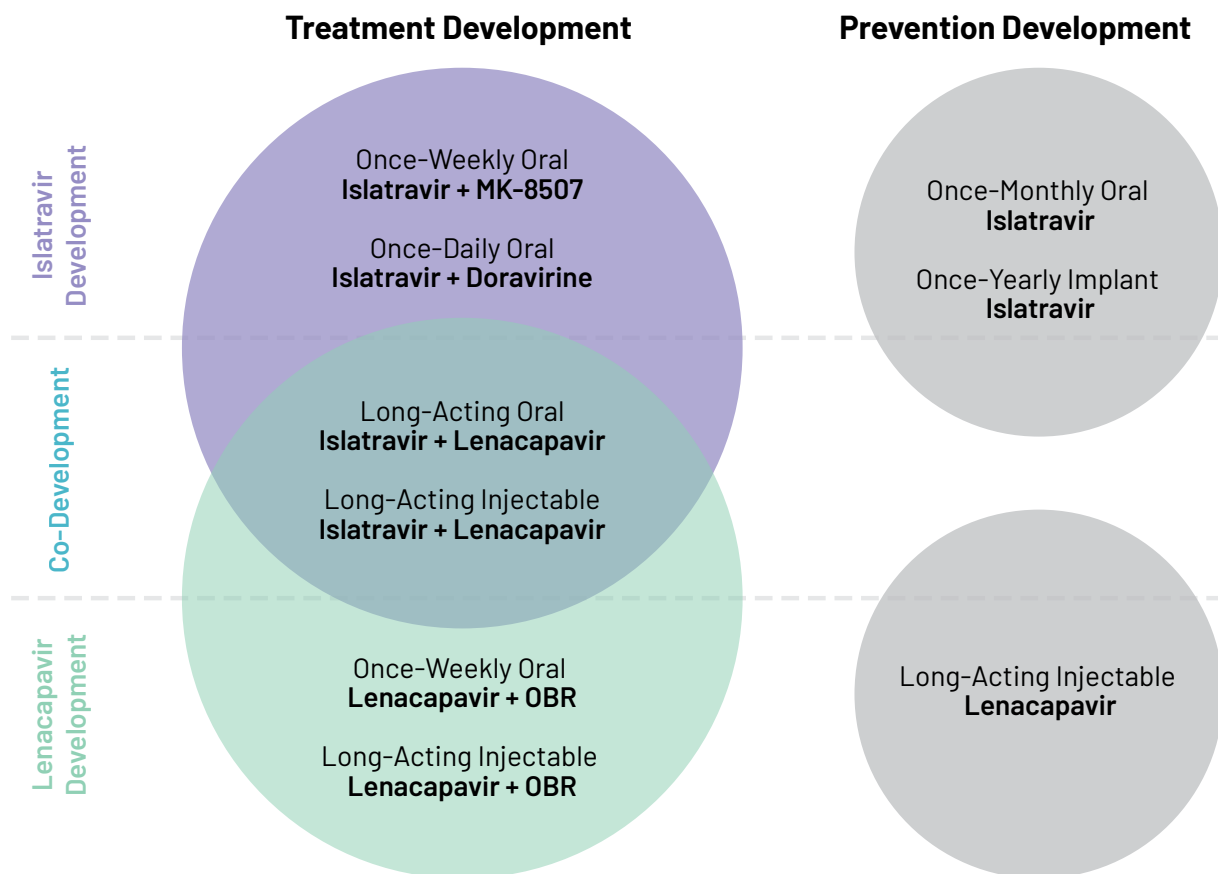 Treatment Development
Prevention Development
Islatravir
Development
Once-Weekly Oral
Islatravir + MK-8507
Once-Daily Oral
Islatravir + Doravirine
Once-Monthly Oral
Islatravir
Once-Yearly Implant
Islatravir
Co-Development
Long-Acting Oral
Islatravir + Lenacapavir
Long-Acting Injectable
Islatravir + Lenacapavir
Lenacapavir
Development
Once-Weekly Oral
Lenacapavir + OBR
Long-Acting Injectable
Lenacapavir + OBR
Long-Acting Injectable
Lenacapavir